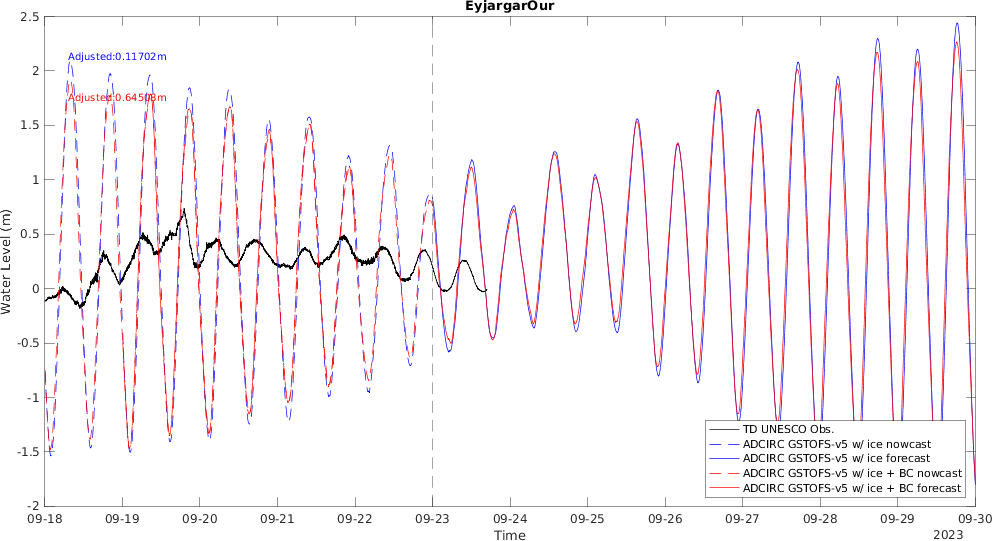 EyjargarOur
Adjusted:0.11702m
Adjusted:0.64503m
Water Level (m)
2.5
2
1.5
1
0.5
0
-0.5
-1
-1.5
-2
TD UNESCO Obs.
ADCIRC GSTOFS-v5 w/ ice nowcast
ADCIRC GSTOFS-v5 w/ ice forecast
ADCIRC GSTOFS-v5 w/ ice + BC nowcast
ADCIRC GSTOFS-v5 w/ ice + BC forecast
09-18 09-19 09-20 09-21 09-22 09-23 09-24 09-25 09-26 09-27 09-28 09-29 09-30
Time
2023